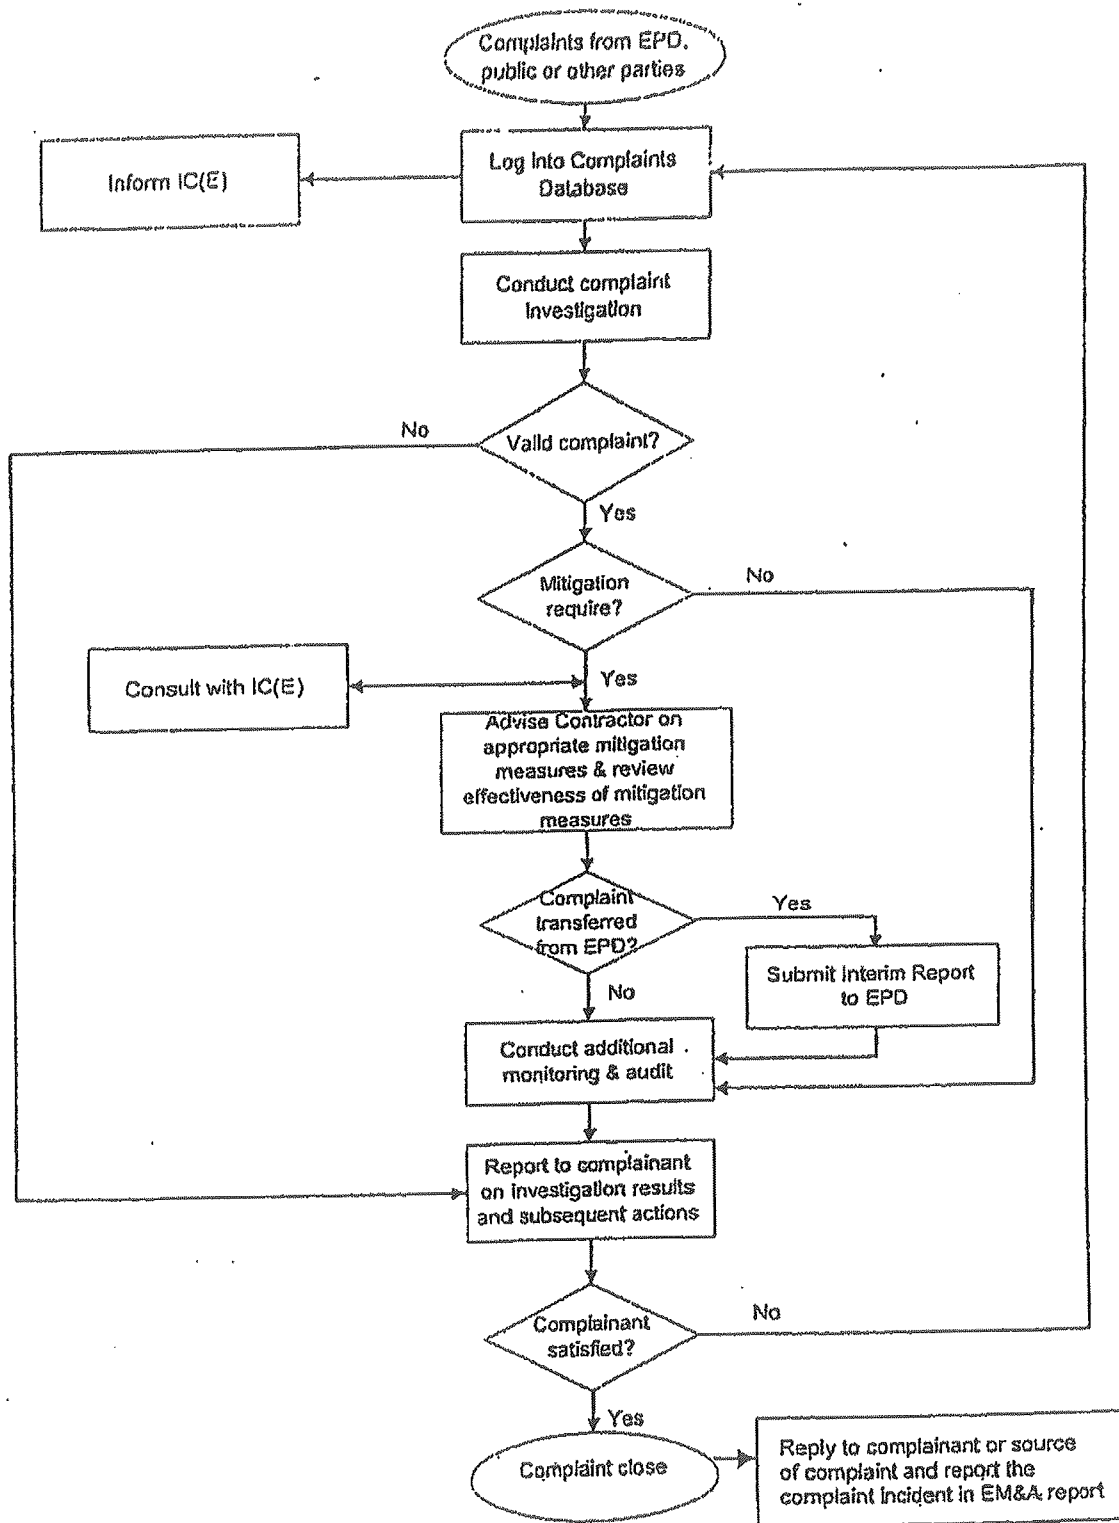 Complaints from EPD,
public or other parties
Inform IC(E)
Log Into Complaints
Database
Conduct complaint
Investigation
No
Valid complaint?
Yes
Mitigation
require?
No
Consult with IC(E)
Yes
Advise Contractor on
appropriate mitigation
measures & review
effectiveness of mitigation
measures
Complaint
transferred
from EPD?
Yes
Submit Interim Report
to EPD
No
Conduct additional
monitoring & audit
Report to complainant
on investigation results
and subsequent actions
Complainant
satisfied?
No
Yes
Complaint close
Reply to complainant or source
of complaint and report the
complaint incident in EM&A report